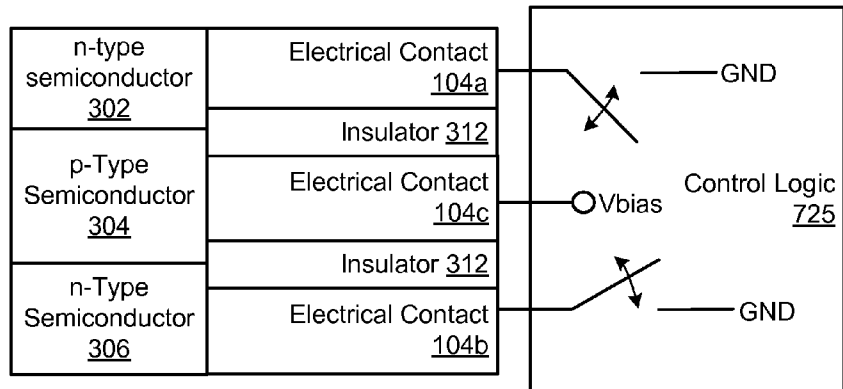 n-type
semiconductor
302
p-Type
Semiconductor
304
n-Type
Semiconductor
306
Electrical Contact
104a
Insulator 312
Electrical Contact
104c
Insulator 312
Electrical Contact
104b
GND
Vbias
Control Logic
725
GND